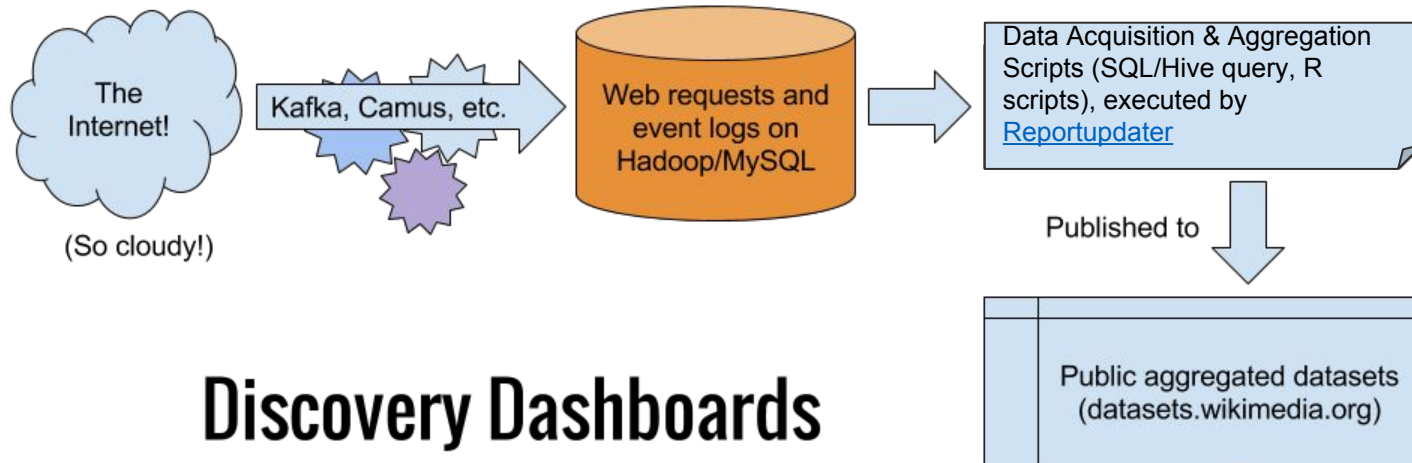 The
Internet!
(So cloudy!)
Kafka, Camus, etc.
Web requests and
event logs on
Hadoop/MySQL
Data Acquisition & Aggregation
Scripts (SQL/Hive query, R
scripts), executed by
Reportupdater
Published to
Public aggregated datasets
(datasets.wikimedia.org)
Discovery Dashboards